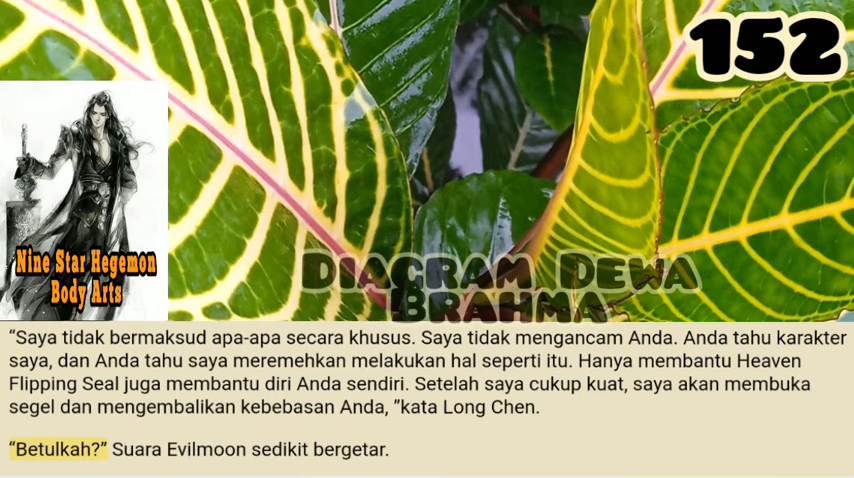 152
Nine Star Hegemon
Body Arts
Diagram Dewa
Brahma
“Saya tidak bermaksud apa-apa secara khusus. Saya tidak mengancam Anda. Anda tahu karakter
saya, dan Anda tahu saya meremehkan melakukan hal seperti itu. Hanya membantu Heaven
Flipping Seal juga membantu diri Anda sendiri. Setelah saya cukup kuat, saya akan membuka
segel dan mengembalikan kebebasan Anda, ”kata Long Chen.
“Betulkah?” Suara Evilmoon sedikit bergetar.